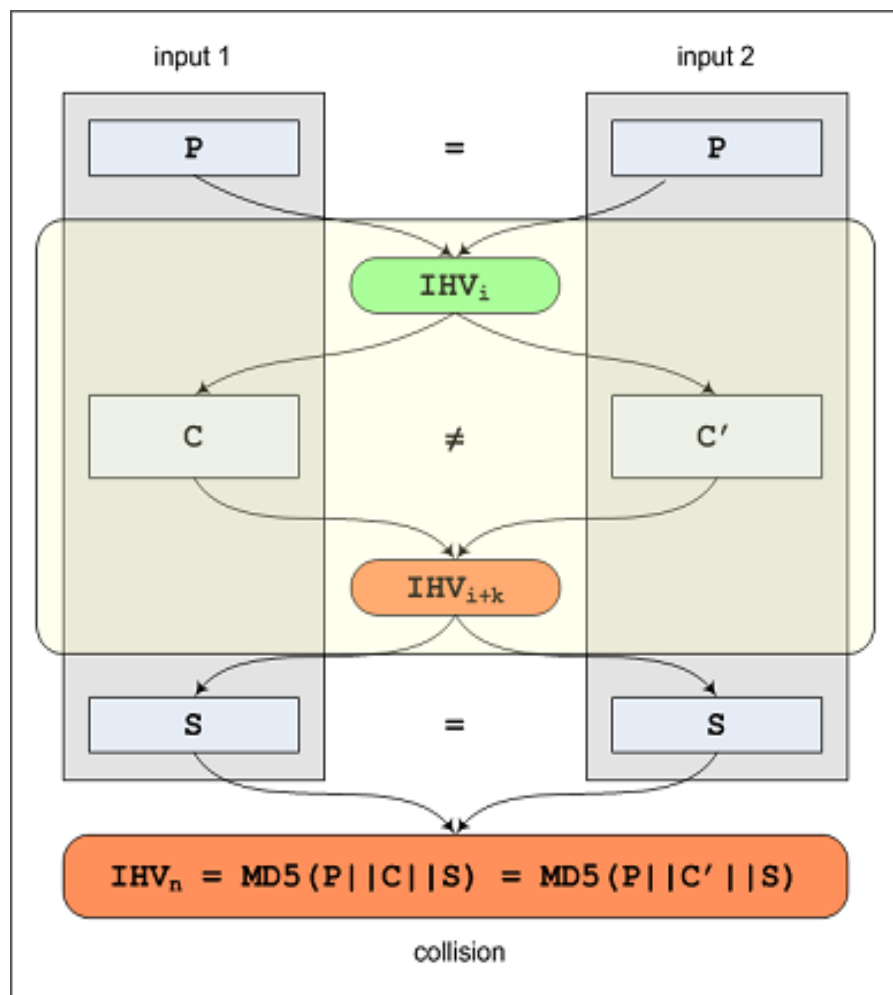 input 1 input 2
P = P
IHVi
C ≠ C'
IHVi+k
S = S
IHVn = MD5(P||C||S) = MD5(P||C'||S)
collision